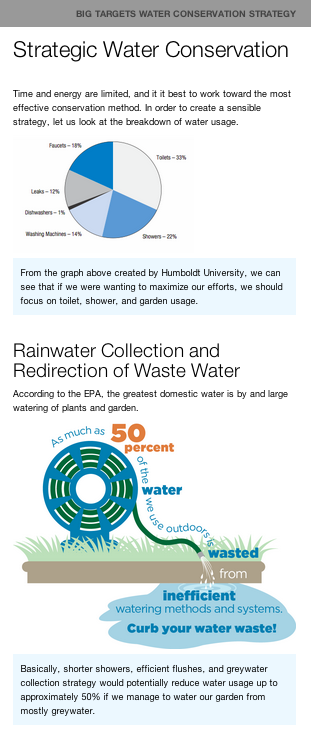 BIG TARGETS WATER CONSERVATION STRATEGY
Strategic Water Conservation
Time and energy are limited, and it it best to work toward the most
effective conservation method. In order to create a sensible
strategy, let us look at the breakdown of water usage.
Faucets – 18%
Toilets – 33%
Leaks – 12%
Dishwashers – 1%
Washing Machines – 14%
Showers – 22%
From the graph above created by Humboldt University, we can
see that if we were wanting to maximize our efforts, we should
focus on toilet, shower, and garden usage.
Rainwater Collection and
Redirection of Waste Water
According to the EPA, the greatest domestic water is by and large
watering of plants and garden.
As much as 50
percent
of the
water
we use outdoors is
wasted
from
inefficient
watering methods and systems.
Curb your water waste!
Basically, shorter showers, efficient flushes, and greywater
collection strategy would potentially reduce water usage up to
approximately 50% if we manage to water our garden from
mostly greywater.